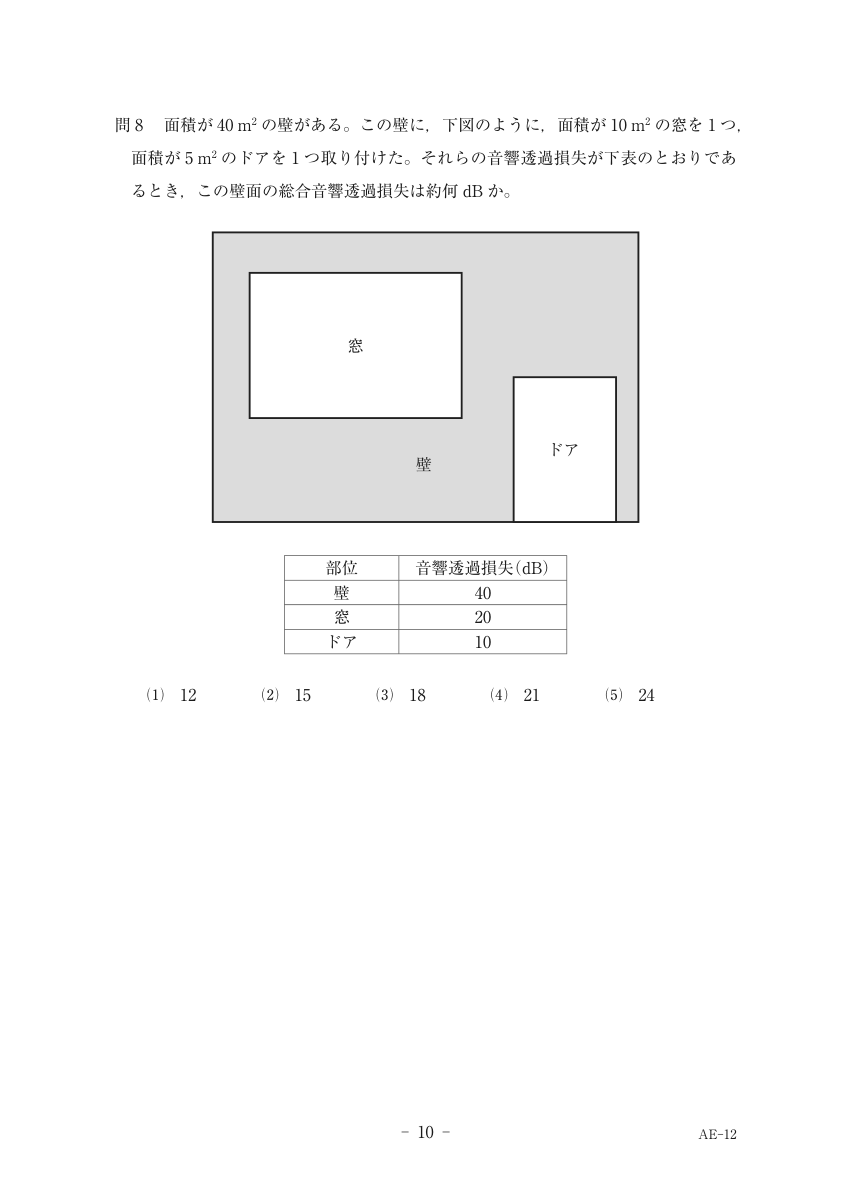 問 8　面積が 40 m² の壁がある。この壁に，下図のように，面積が 10 m² の窓を 1 つ，
面積が 5 m² のドアを 1 つ取り付けた。それらの音響透過損失が下表のとおりであ
るとき，この壁面の総合音響透過損失は約何 dB か。
窓
ドア
壁
部位　音響透過損失(dB)
壁　40
窓　20
ドア　10
(1)　12　(2)　15　(3)　18　(4)　21　(5)　24
－ 10 －
AE−12